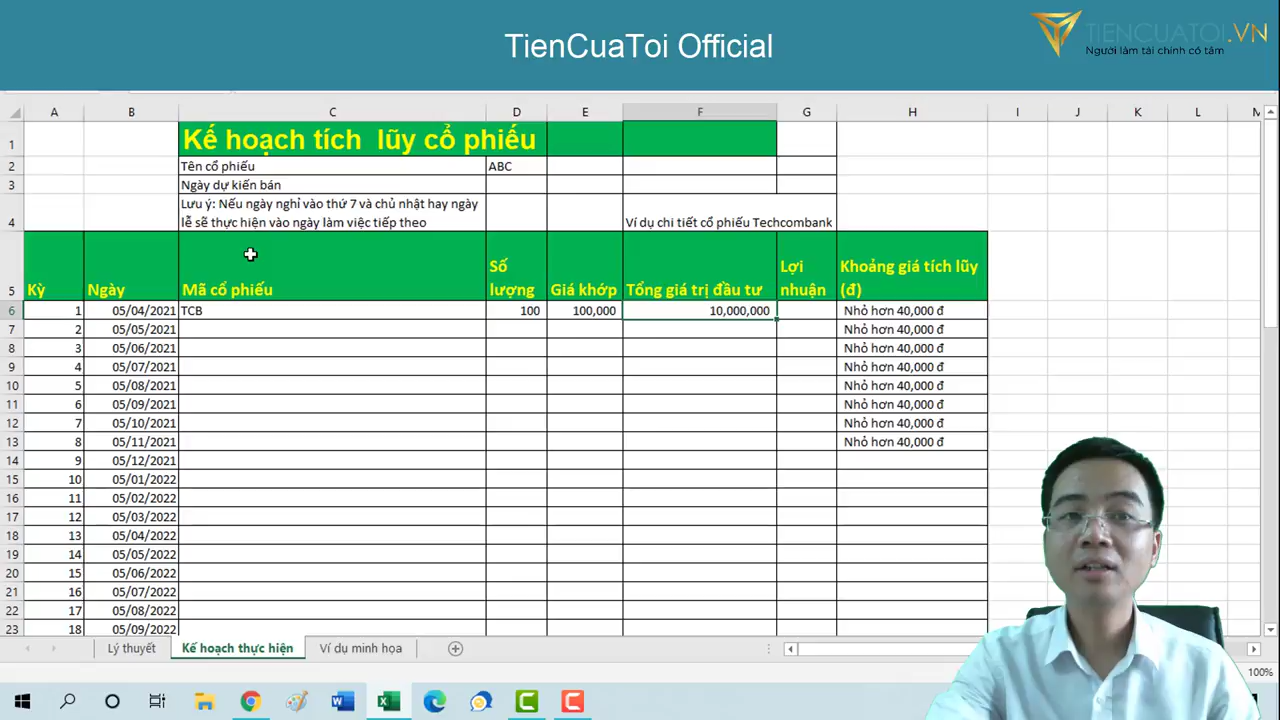 TienCuaToi Official
TIENCUATOI.VN
Người làm tài chính có tâm
A B C D E F G H I J K L M
1 Kế hoạch tích lũy cổ phiếu
2 Tên cổ phiếu ABC
3 Ngày dự kiến bán
Lưu ý: Nếu ngày nghỉ vào thứ 7 và chủ nhật hay ngày
4 lễ sẽ thực hiện vào ngày làm việc tiếp theo Ví dụ chi tiết cổ phiếu Techcombank
Số Lợi Khoảng giá tích lũy
5 Kỳ Ngày Mã cổ phiếu lượng Giá khớp Tổng giá trị đầu tư nhuận (đ)
6 1 05/04/2021 TCB 100 100,000 10,000,000 Nhỏ hơn 40,000 đ
7 2 05/05/2021 Nhỏ hơn 40,000 đ
8 3 05/06/2021 Nhỏ hơn 40,000 đ
9 4 05/07/2021 Nhỏ hơn 40,000 đ
10 5 05/08/2021 Nhỏ hơn 40,000 đ
11 6 05/09/2021 Nhỏ hơn 40,000 đ
12 7 05/10/2021 Nhỏ hơn 40,000 đ
13 8 05/11/2021 Nhỏ hơn 40,000 đ
14 9 05/12/2021
15 10 05/01/2022
16 11 05/02/2022
17 12 05/03/2022
18 13 05/04/2022
19 14 05/05/2022
20 15 05/06/2022
21 16 05/07/2022
22 17 05/08/2022
23 18 05/09/2022
Lý thuyết Kế hoạch thực hiện Ví dụ minh họa
100%